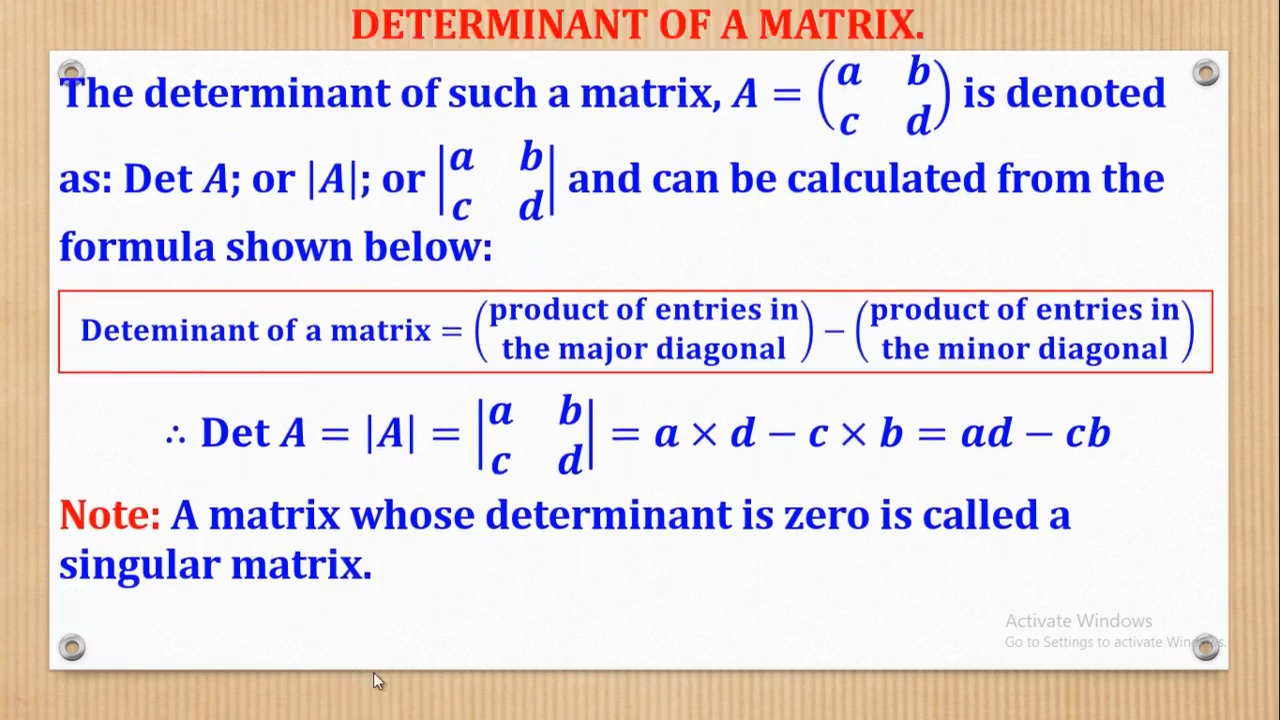 DETERMINANT OF A MATRIX.
The determinant of such a matrix, A = (a b
c d) is denoted
as: Det A; or |A|; or |a b
c d| and can be calculated from the
formula shown below:
Deteminant of a matrix = (product of entries in
the major diagonal) − (product of entries in
the minor diagonal)
∴ Det A = |A| = |a b
c d| = a × d − c × b = ad − cb
Note: A matrix whose determinant is zero is called a
singular matrix.
Activate Windows
Go to Settings to activate Windows.